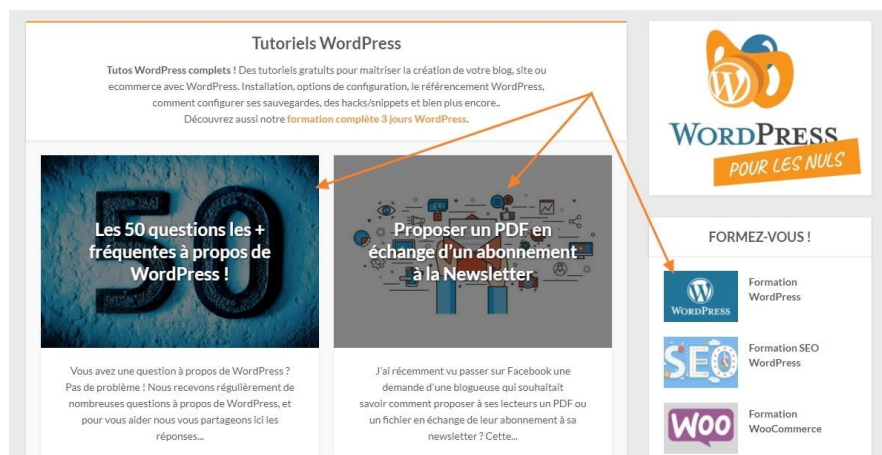 Tutoriels WordPress
Tutos WordPress complets ! Des tutoriels gratuits pour maitriser la création de votre blog, site ou
ecommerce avec WordPress. Installation, options de configuration, le référencement WordPress,
comment configurer ses sauvegardes, des hacks/snippets et bien plus encore..
Découvrez aussi notre formation complète 3 jours WordPress.
50
Les 50 questions les +
fréquentes à propos de
WordPress !
Vous avez une question à propos de WordPress ?
Pas de problème ! Nous recevons régulièrement de
nombreuses questions à propos de WordPress, et
pour vous aider nous vous partageons ici les
réponses...
Proposer un PDF en
échange d'un abonnement
à la Newsletter
J'ai récemment vu passer sur Facebook une
demande d'une blogueuse qui souhaitait
savoir comment proposer à ses lecteurs un PDF ou
un fichier en échange de leur abonnement à sa
newsletter ? Cette...
WORDPRESS
POUR LES NULS
FORMEZ-VOUS !
WORDPRESS
Formation
WordPress
SEO
Formation SEO
WordPress
WOO
Formation
WooCommerce